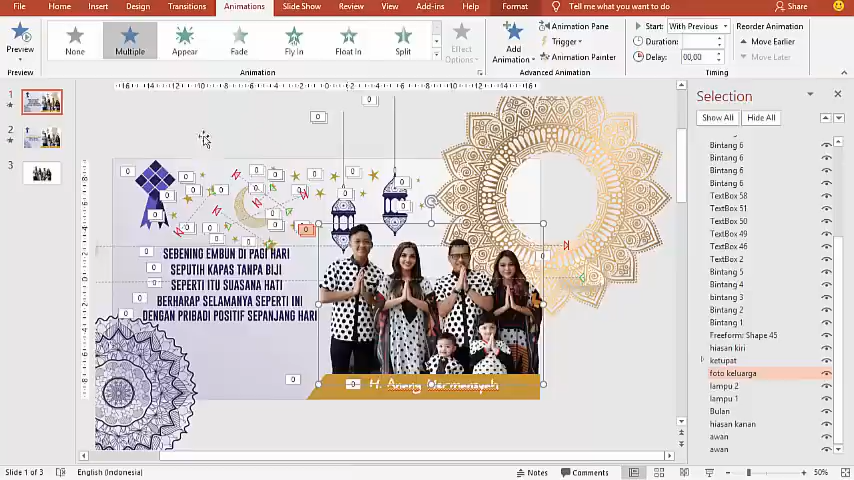 Home Insert Design Transitions Animations Slide Show Review View Add-ins Help Format Tell me what you want to do Share
Preview
None Multiple Appear Fade Fly In Float In Split
Effect Options
Add Animation
Animation Pane
Trigger
Animation Painter
Start: With Previous
Duration:
Delay: 00,00
Reorder Animation
Move Earlier
Move Later
Preview Animation Advanced Animation Timing
1
2
3
SEBENING EMBUN DI PAGI HARI
SEPUTIH KAPAS TANPA BIJI
SEPERTI ITU SUASANA HATI
BERHARAP SELAMANYA SEPERTI INI
DENGAN PRIBADI POSITIF SEPANJANG HARI
Selection
Show All Hide All
Bintang 6
Bintang 6
Bintang 6
Bintang 6
TextBox 58
TextBox 51
TextBox 50
TextBox 49
TextBox 46
TextBox 2
Bintang 5
Bintang 4
bintang 3
Bintang 2
Bintang 1
Freeform: Shape 45
hiasan kiri
ketupat
foto keluarga
lampu 2
lampu 1
Bulan
hiasan kanan
awan
awan
Slide 1 of 3 English (Indonesia) Notes Comments 50%